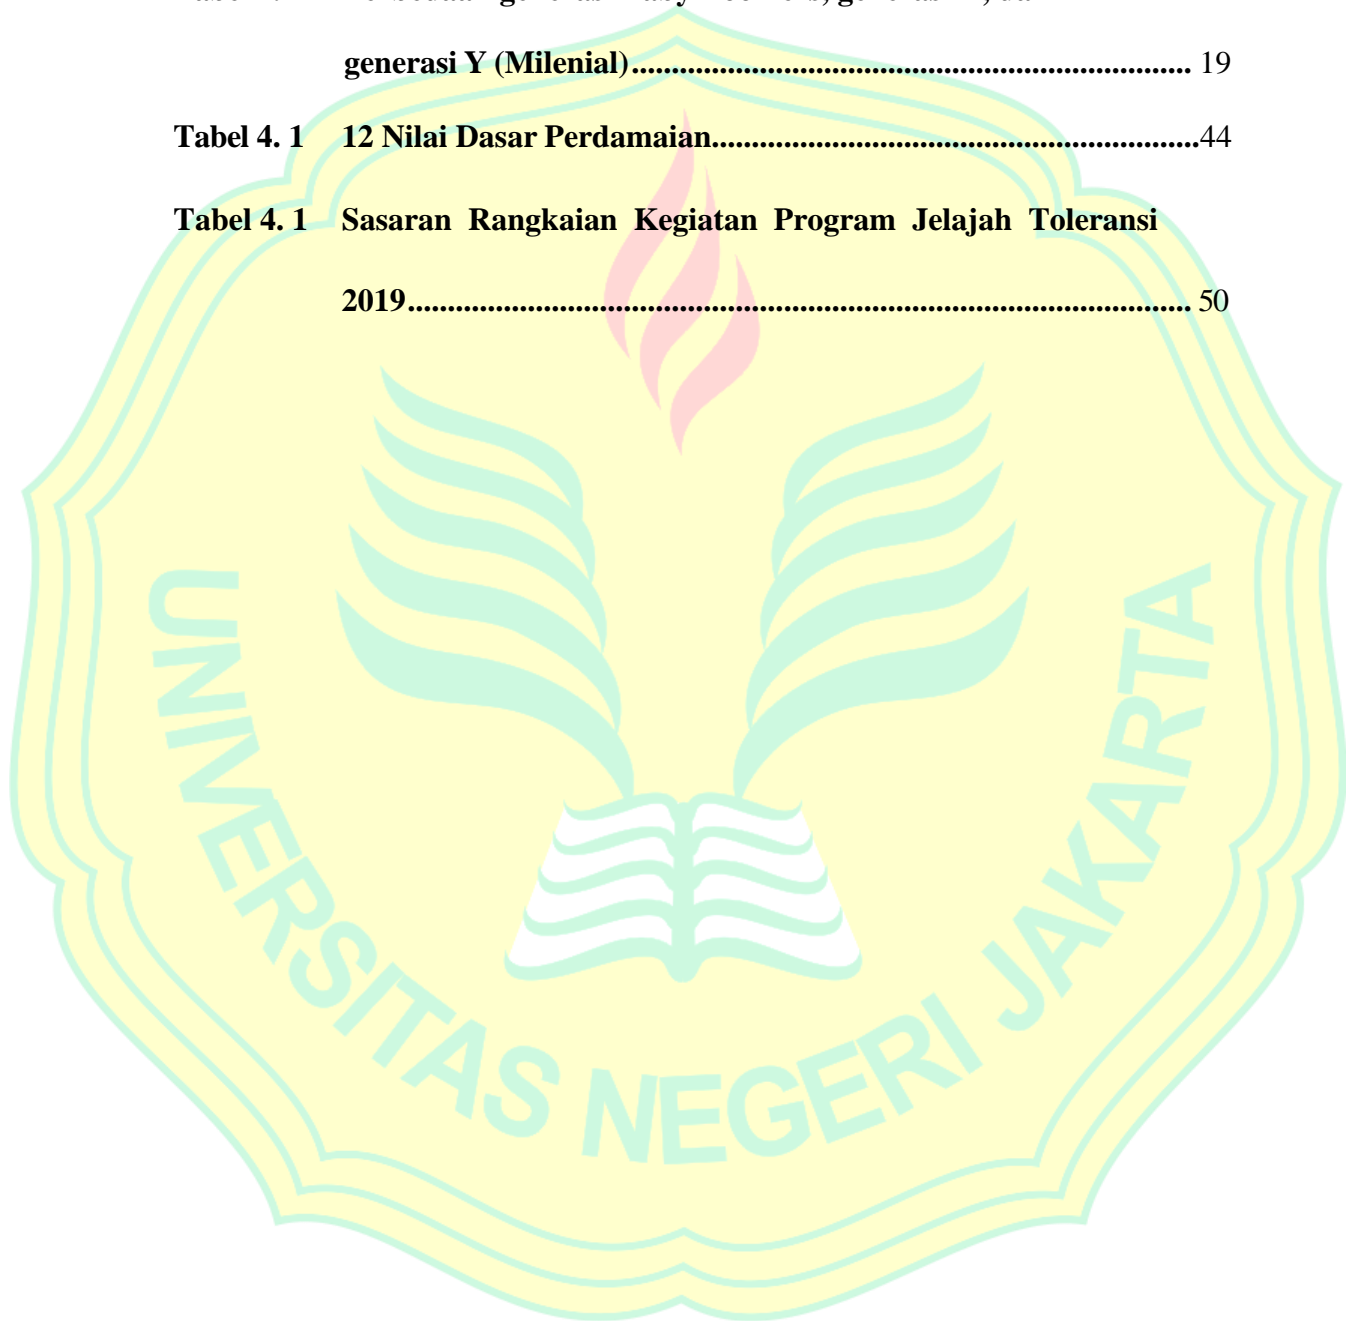 generasi Y (Milenial)....................................................................... 19
Tabel 4. 1 12 Nilai Dasar Perdamaian..............................................................44
Tabel 4. 1 Sasaran Rangkaian Kegiatan Program Jelajah Toleransi
2019.................................................................................................... 50
UNIVERSITAS NEGERI JAKARTA